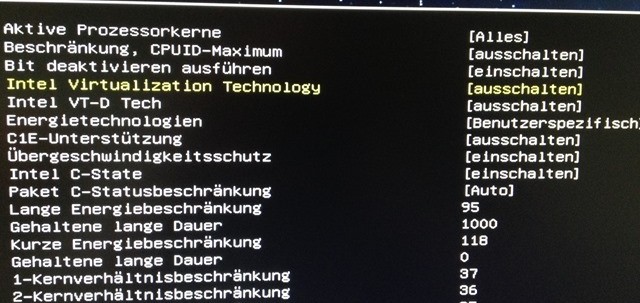 Aktive Prozessorkerne [Alles]
Beschränkung, CPUID-Maximum [ausschalten]
Bit deaktivieren ausführen [einschalten]
Intel Virtualization Technology [ausschalten]
Intel VT-D Tech [ausschalten]
Energietechnologien [Benutzerspezifisch]
C1E-Unterstützung [ausschalten]
Übergeschwindigkeitsschutz [einschalten]
Intel C-State [einschalten]
Paket C-Statusbeschränkung [Auto]
Lange Energiebeschränkung 95
Gehaltene lange Dauer 1000
Kurze Energiebeschränkung 118
Gehaltene lange Dauer 0
1-Kernverhältnisbeschränkung 37
2-Kernverhältnisbeschränkung 36